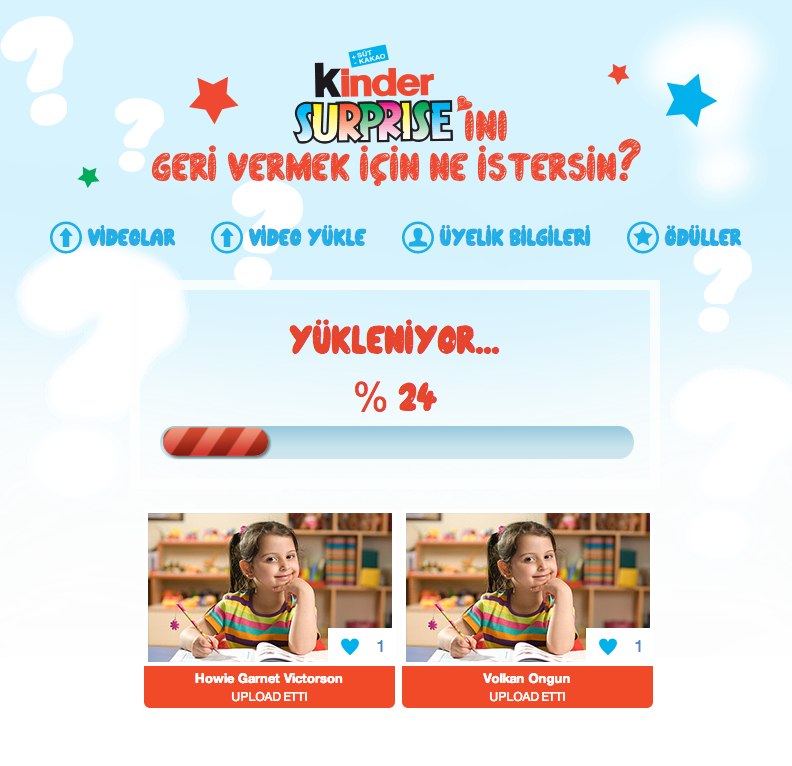 + SÜT
- KAKAO
kinder
SURPRISE'INI
GERİ VERMEK İÇİN NE İSTERSİN?
VİDEOLAR
VİDEO YÜKLE
ÜYELİK BİLGİLERİ
ÖDÜLLER
YÜKLENİYOR...
% 24
1
1
Howie Garnet Victorson
UPLOAD ETTI
Volkan Ongun
UPLOAD ETTI